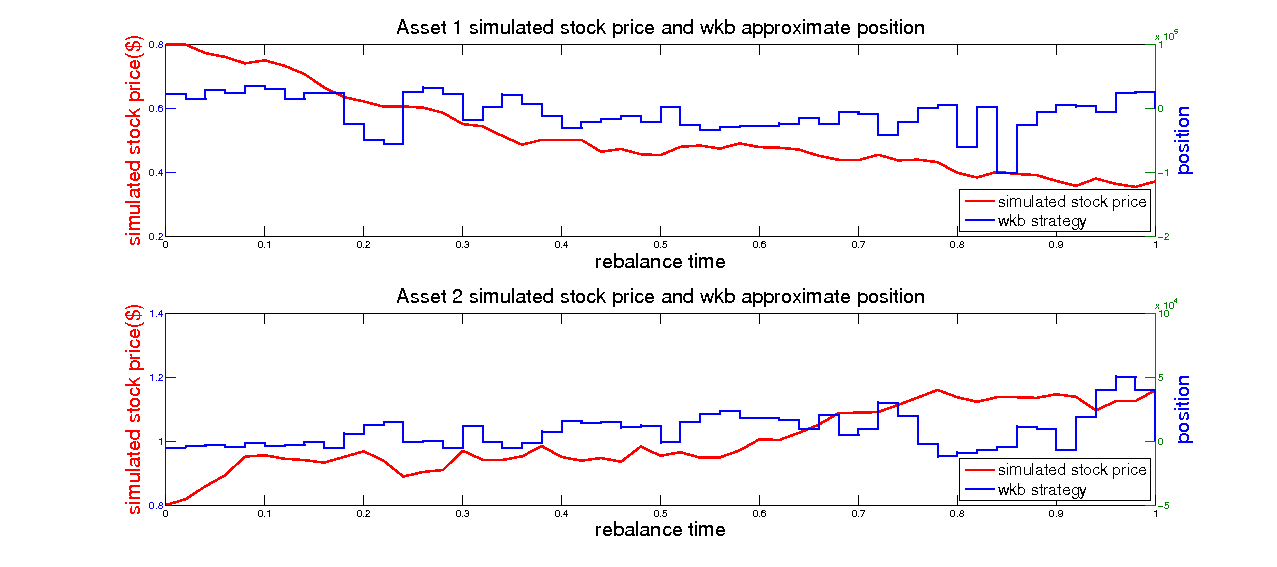 Asset 1 simulated stock price and wkb approximate position
x 10^5
simulated stock price($)
0.8
0.6
0.4
0.2
1
0
-1
-2
position
simulated stock price
wkb strategy
0 0.1 0.2 0.3 0.4 0.5 0.6 0.7 0.8 0.9 1
rebalance time
Asset 2 simulated stock price and wkb approximate position
x 10^4
simulated stock price($)
1.4
1.2
1
0.8
10
5
0
-5
position
simulated stock price
wkb strategy
0 0.1 0.2 0.3 0.4 0.5 0.6 0.7 0.8 0.9 1
rebalance time